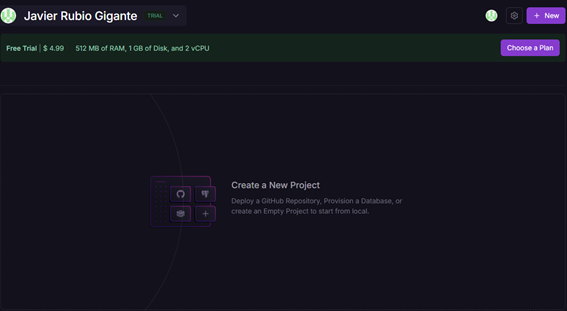 Javier Rubio Gigante TRIAL
+ New
Free Trial | $ 4.99 512 MB of RAM, 1 GB of Disk, and 2 vCPU
Choose a Plan
Create a New Project
Deploy a GitHub Repository, Provision a Database, or
create an Empty Project to start from local.